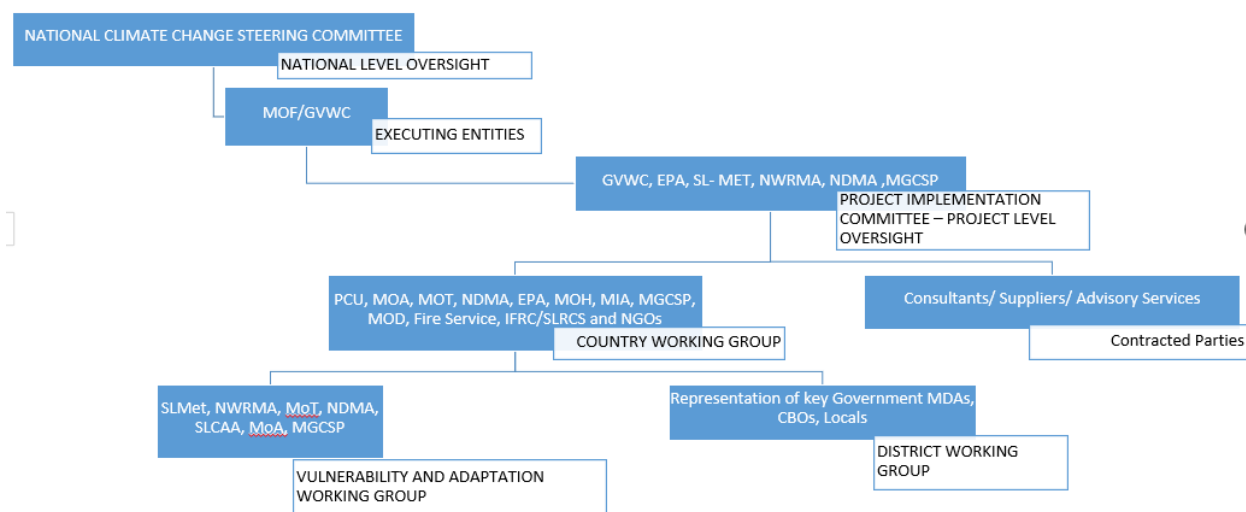 NATIONAL CLIMATE CHANGE STEERING COMMITTEE
NATIONAL LEVEL OVERSIGHT
MOF/GVWC
EXECUTING ENTITIES
GVWC, EPA, SL- MET, NWRMA, NDMA ,MGCSP
PROJECT IMPLEMENTATION
COMMITTEE – PROJECT LEVEL
OVERSIGHT
PCU, MOA, MOT, NDMA, EPA, MOH, MIA, MGCSP,
MOD, Fire Service, IFRC/SLRCS and NGOs
COUNTRY WORKING GROUP
Consultants/ Suppliers/ Advisory Services
Contracted Parties
SLMet, NWRMA, MoT, NDMA,
SLCAA, MoA, MGCSP
VULNERABILITY AND ADAPTATION
WORKING GROUP
Representation of key Government MDAs,
CBOs, Locals
DISTRICT WORKING
GROUP